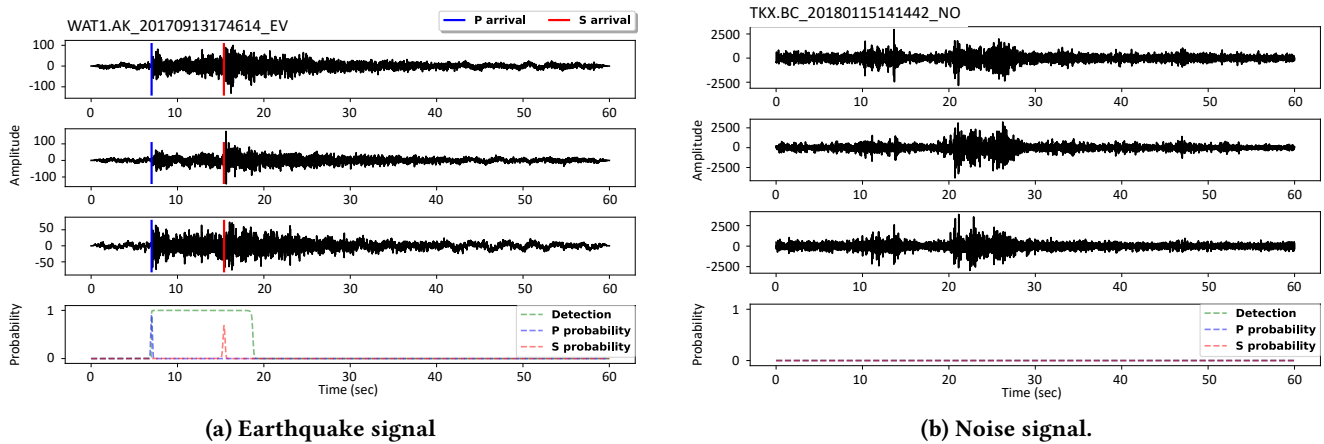 WAT1.AK_20170913174614_EV
P arrival
S arrival
100
0
-100
0 10 20 30 40 50 60
Amplitude
100
0
-100
0 10 20 30 40 50 60
50
0
-50
0 10 20 30 40 50 60
Probability
1
0
Detection
P probability
S probability
0 10 20 30 40 50 60
Time (sec)
(a) Earthquake signal
TKX.BC_20180115141442_NO
2500
0
-2500
0 10 20 30 40 50 60
Amplitude
2500
0
-2500
0 10 20 30 40 50 60
2500
0
-2500
0 10 20 30 40 50 60
Probability
1
0
Detection
P probability
S probability
0 10 20 30 40 50 60
Time (sec)
(b) Noise signal.